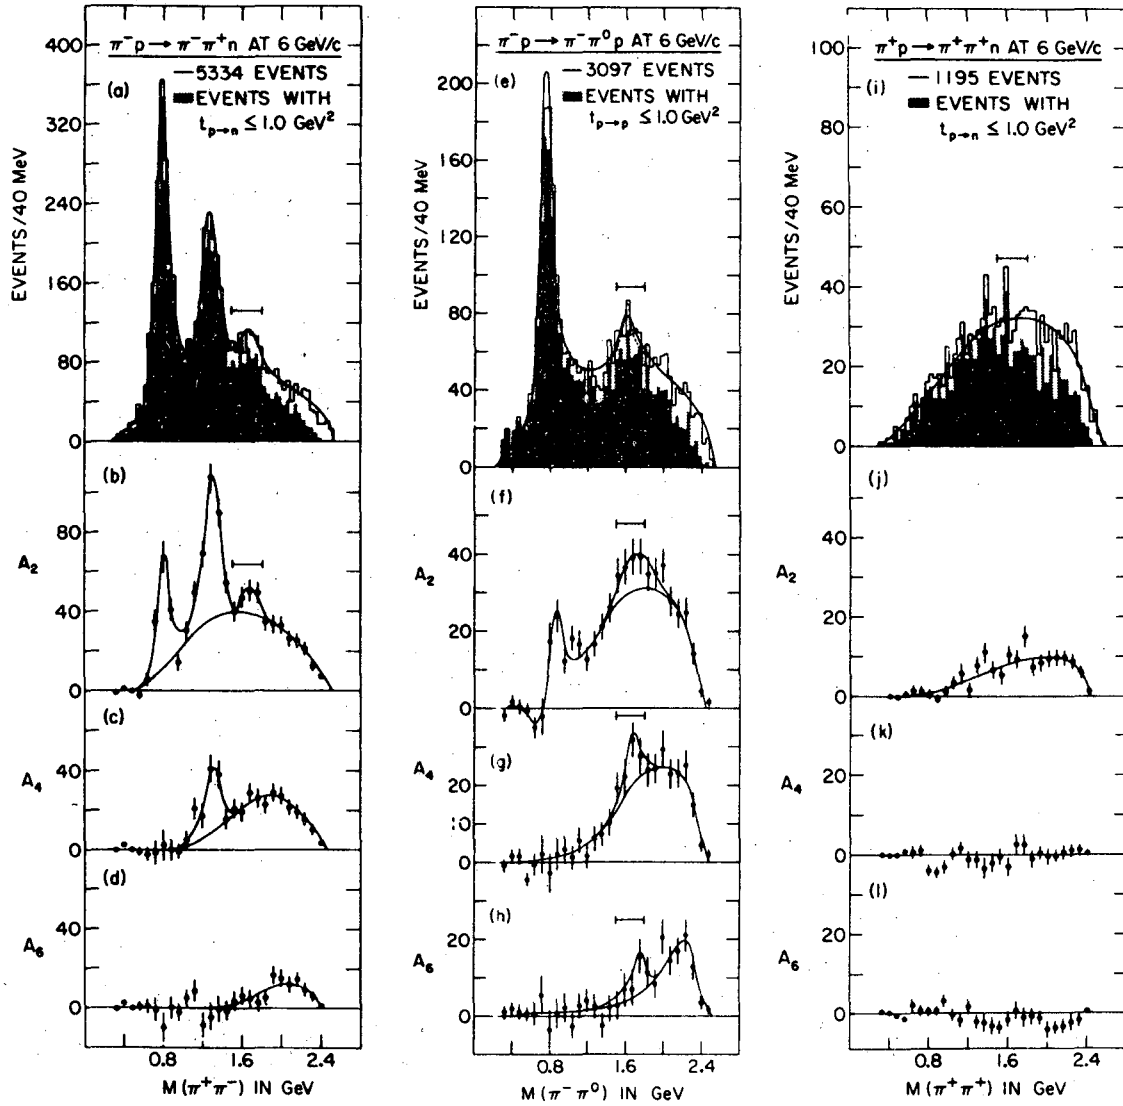 π⁻p → π⁻π⁺n AT 6 GeV/c
— 5334 EVENTS
■ EVENTS WITH
t p→n ≤ 1.0 GeV²
(a)
EVENTS/40 MeV
400
360
240
160
80
0
(b)
A₂
80
40
0
(c)
A₄
40
0
(d)
A₆
40
0
0.8 1.6 2.4
M (π⁺π⁻) IN GeV
π⁻p → π⁻π⁰p AT 6 GeV/c
— 3097 EVENTS
■ EVENTS WITH
t p→p ≤ 1.0 GeV²
(e)
EVENTS/40 MeV
200
160
120
80
40
0
(f)
A₂
40
20
0
(g)
A₄
20
10
0
(h)
A₆
20
0
0.8 1.6 2.4
M (π⁻π⁰) IN GeV
π⁺p → π⁺π⁺n AT 6 GeV/c
— 1195 EVENTS
■ EVENTS WITH
t p→n ≤ 1.0 GeV²
(i)
EVENTS/40 MeV
100
80
60
40
20
0
(j)
A₂
40
20
0
(k)
A₄
20
0
(l)
A₆
20
0
0.8 1.6 2.4
M (π⁺π⁺) IN GeV